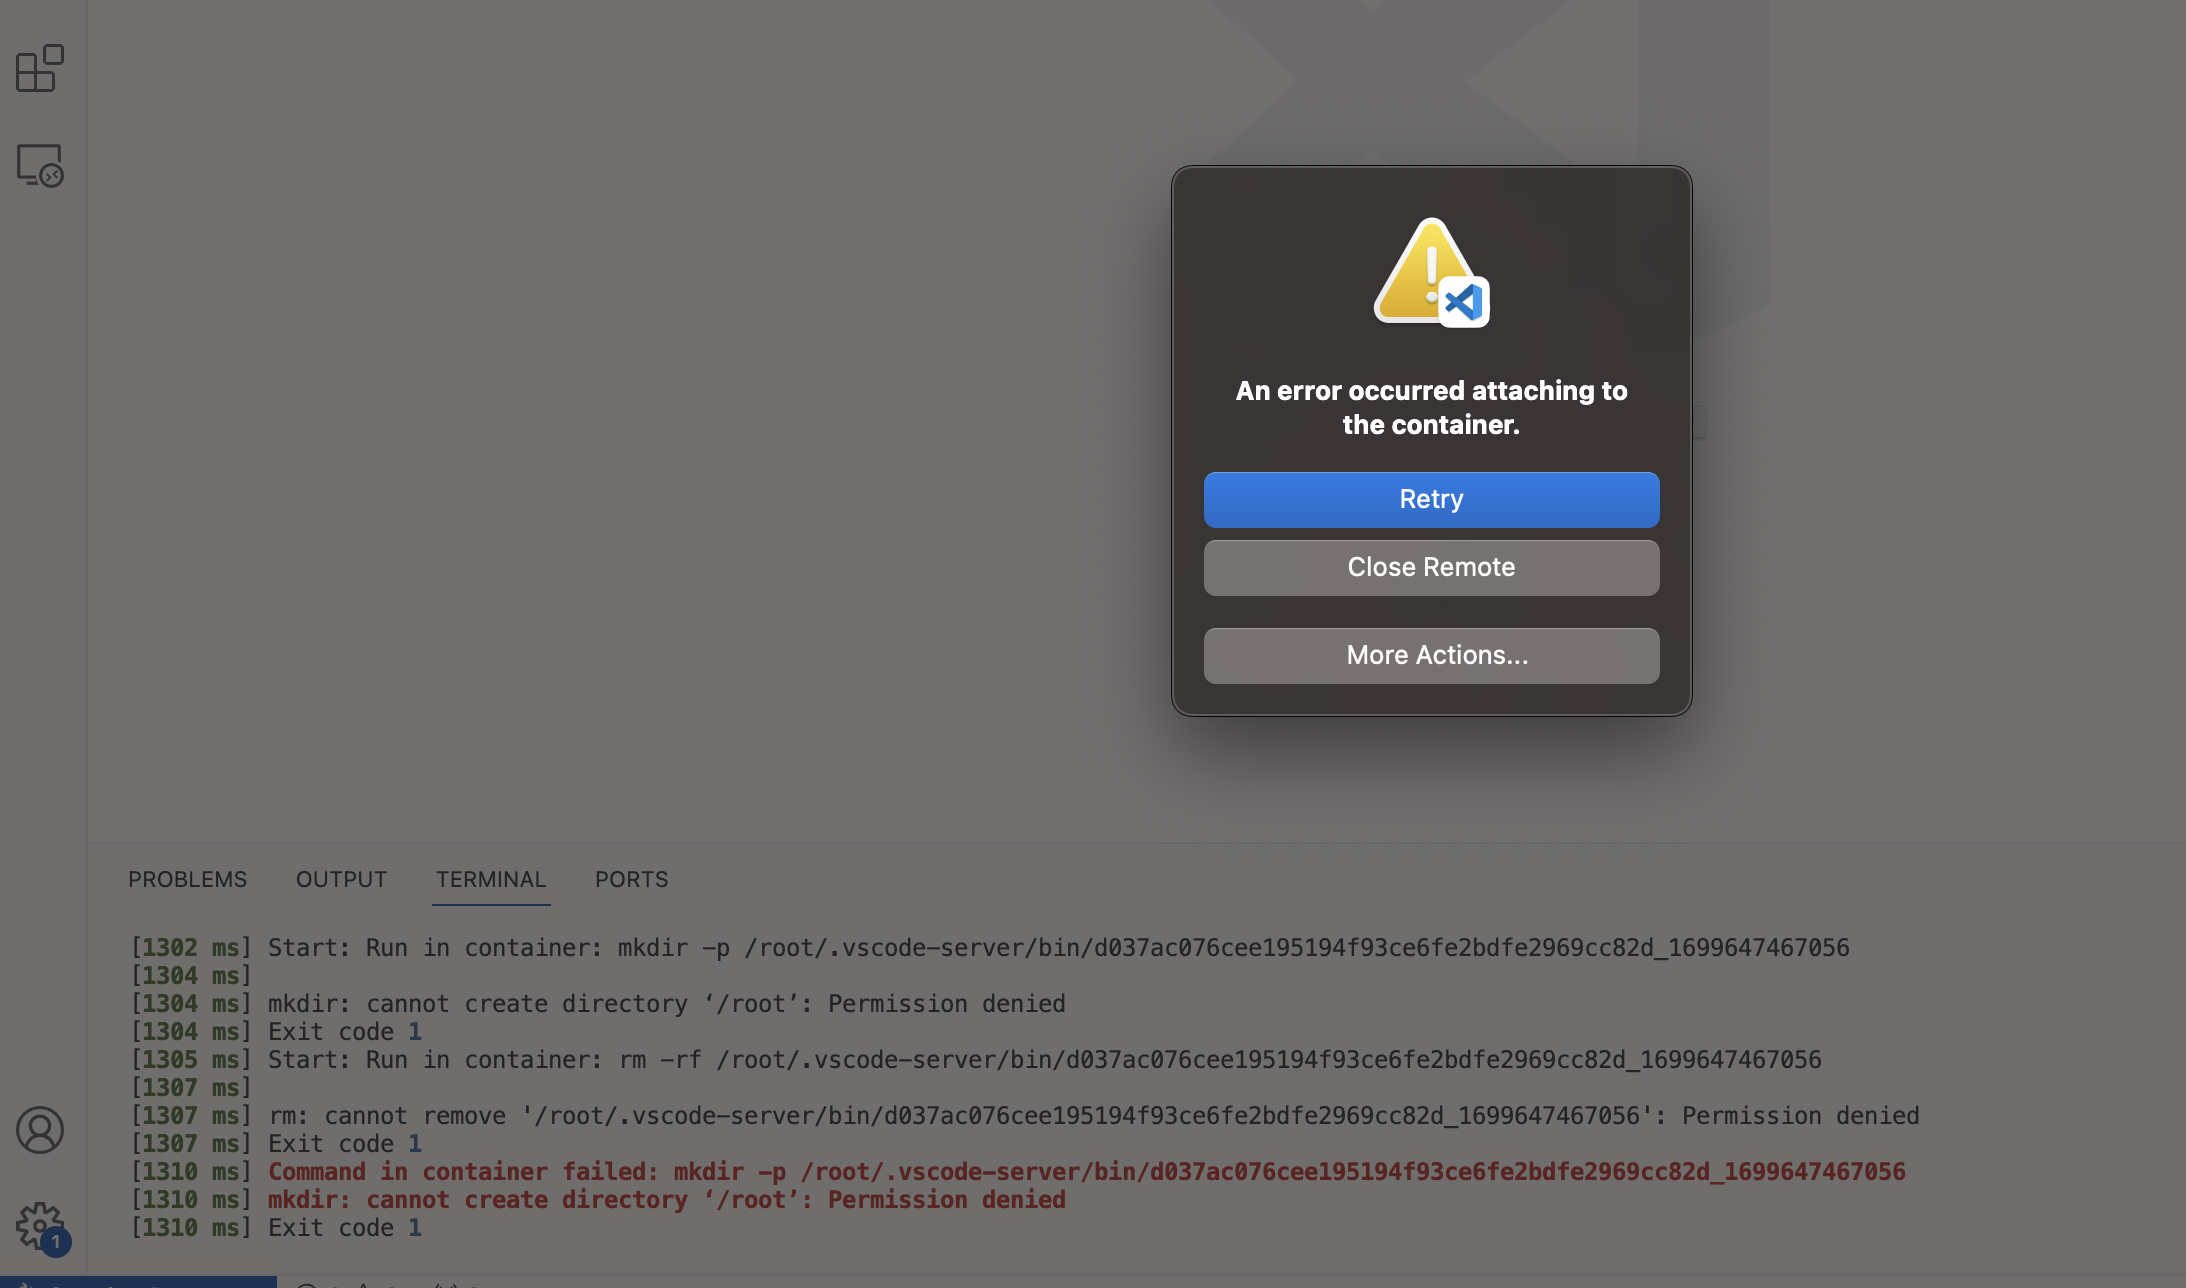 An error occurred attaching to
the container.
Retry
Close Remote
More Actions...
PROBLEMS OUTPUT TERMINAL PORTS
[1302 ms] Start: Run in container: mkdir -p /root/.vscode-server/bin/d037ac076cee195194f93ce6fe2bdfe2969cc82d_1699647467056
[1304 ms]
[1304 ms] mkdir: cannot create directory ‘/root’: Permission denied
[1304 ms] Exit code 1
[1305 ms] Start: Run in container: rm -rf /root/.vscode-server/bin/d037ac076cee195194f93ce6fe2bdfe2969cc82d_1699647467056
[1307 ms]
[1307 ms] rm: cannot remove '/root/.vscode-server/bin/d037ac076cee195194f93ce6fe2bdfe2969cc82d_1699647467056': Permission denied
[1307 ms] Exit code 1
[1310 ms] Command in container failed: mkdir -p /root/.vscode-server/bin/d037ac076cee195194f93ce6fe2bdfe2969cc82d_1699647467056
[1310 ms] mkdir: cannot create directory ‘/root’: Permission denied
[1310 ms] Exit code 1
1